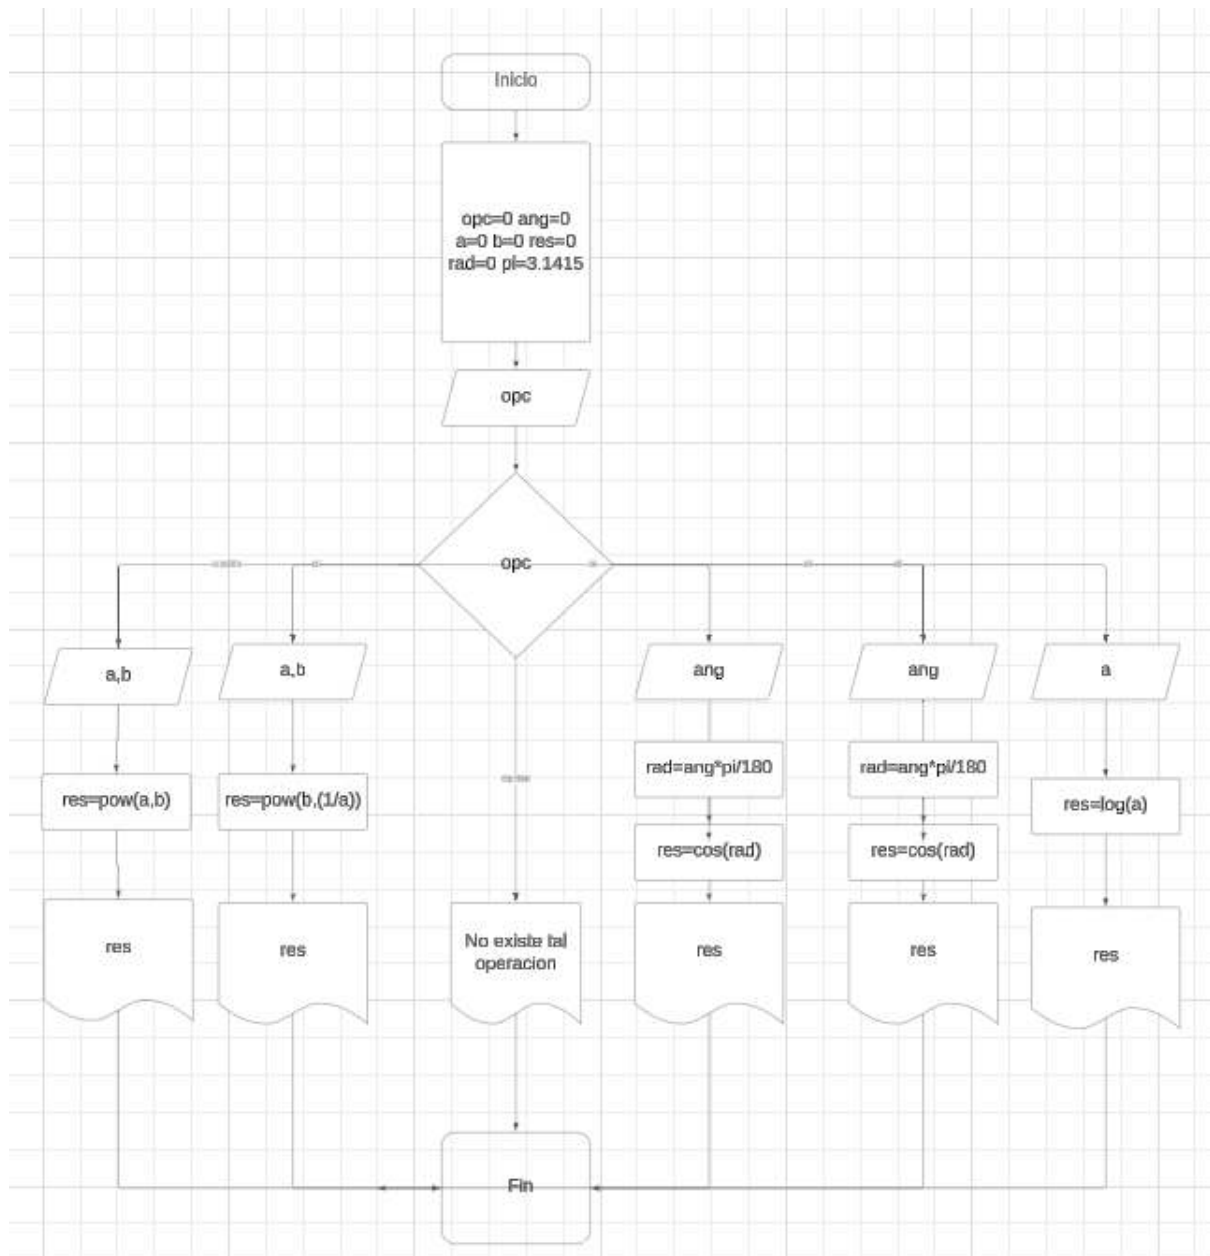 Inicio
opc=0 ang=0
a=0 b=0 res=0
rad=0 pi=3.1415
opc
opc
a,b
a,b
ang
ang
a
res=pow(a,b)
res=pow(b,(1/a))
rad=ang*pi/180
rad=ang*pi/180
res=log(a)
res=cos(rad)
res=cos(rad)
res
res
No existe tal
operacion
res
res
res
Fin